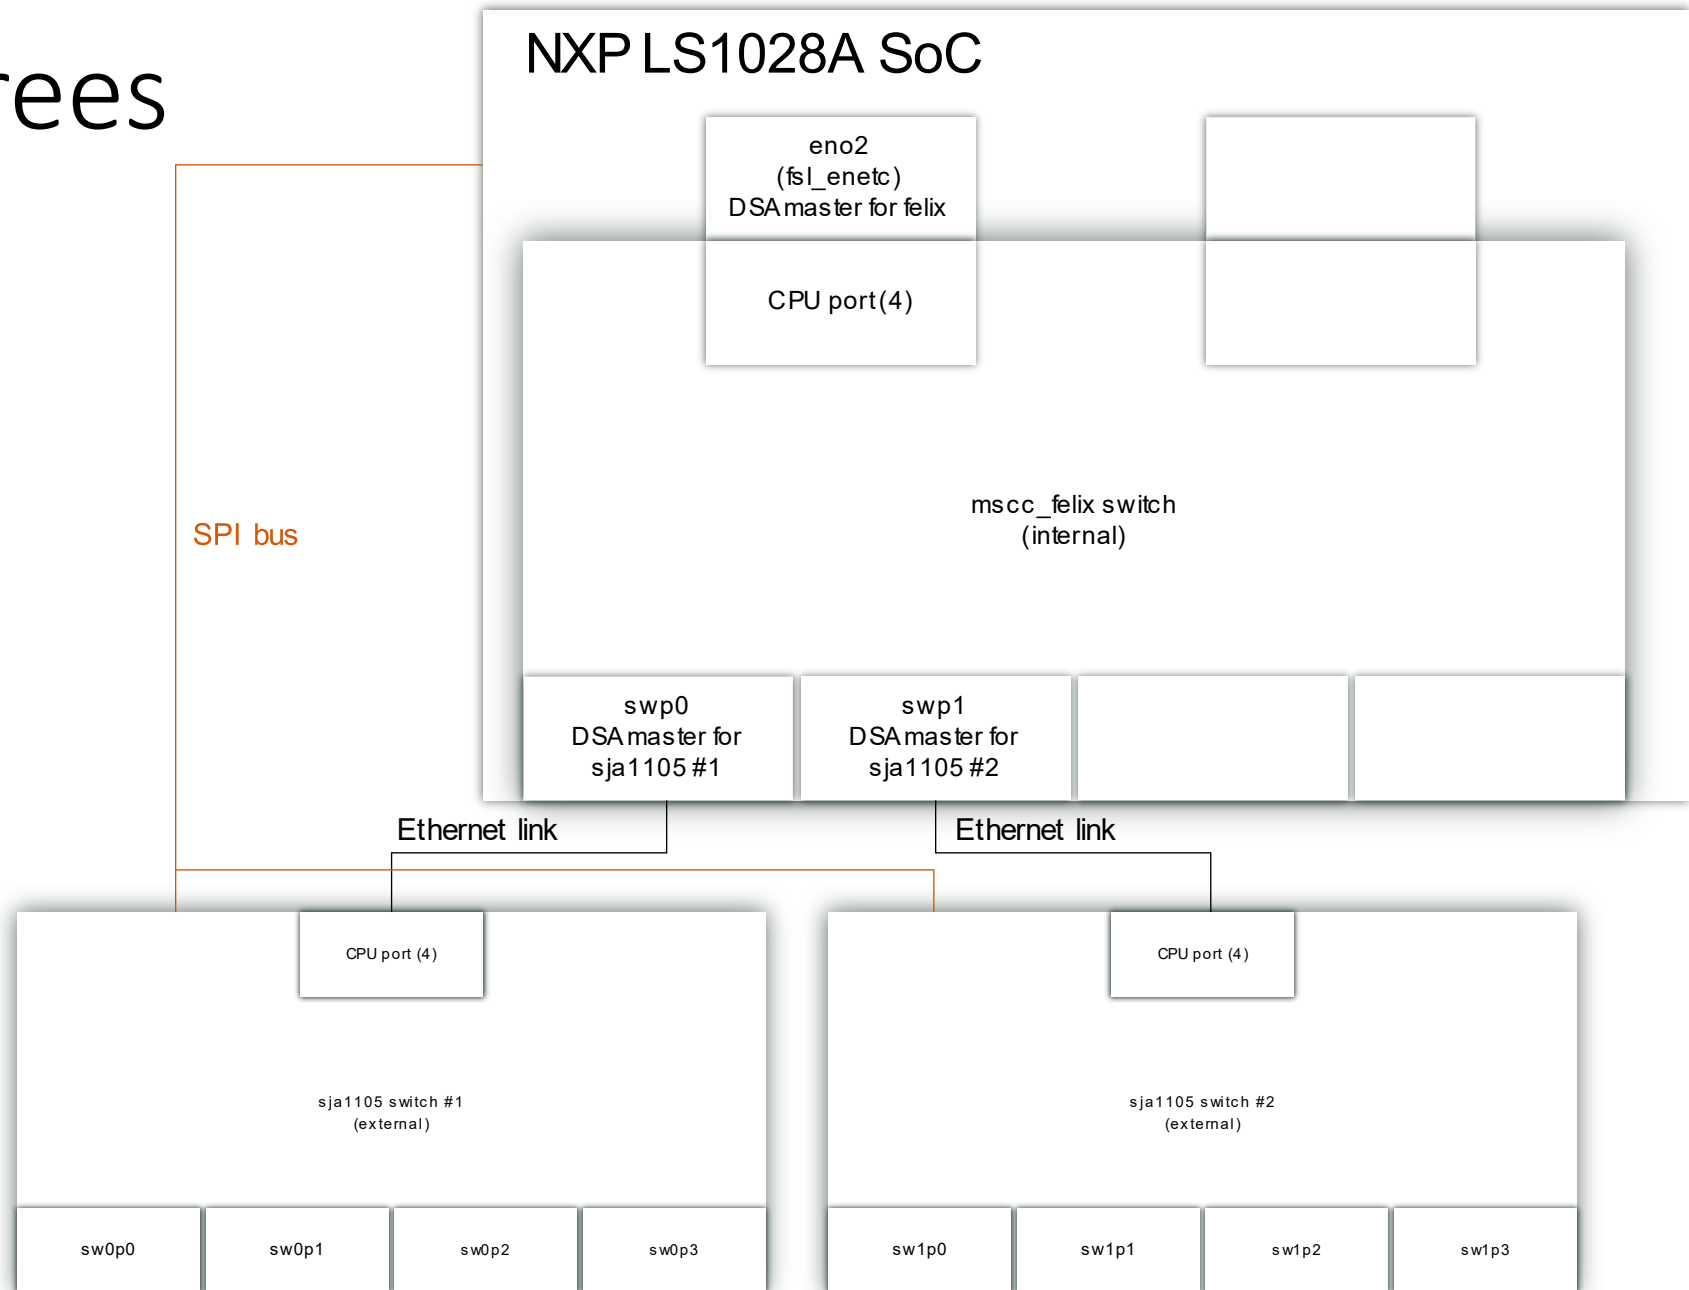 rees
NXP LS1028A SoC
eno2
(fsl_enetc)
DSA master for felix
CPU port (4)
mscc_felix switch
(internal)
SPI bus
swp0
DSA master for
sja1105 #1
swp1
DSA master for
sja1105 #2
Ethernet link
Ethernet link
CPU port (4)
sja1105 switch #1
(external)
sw0p0
sw0p1
sw0p2
sw0p3
CPU port (4)
sja1105 switch #2
(external)
sw1p0
sw1p1
sw1p2
sw1p3